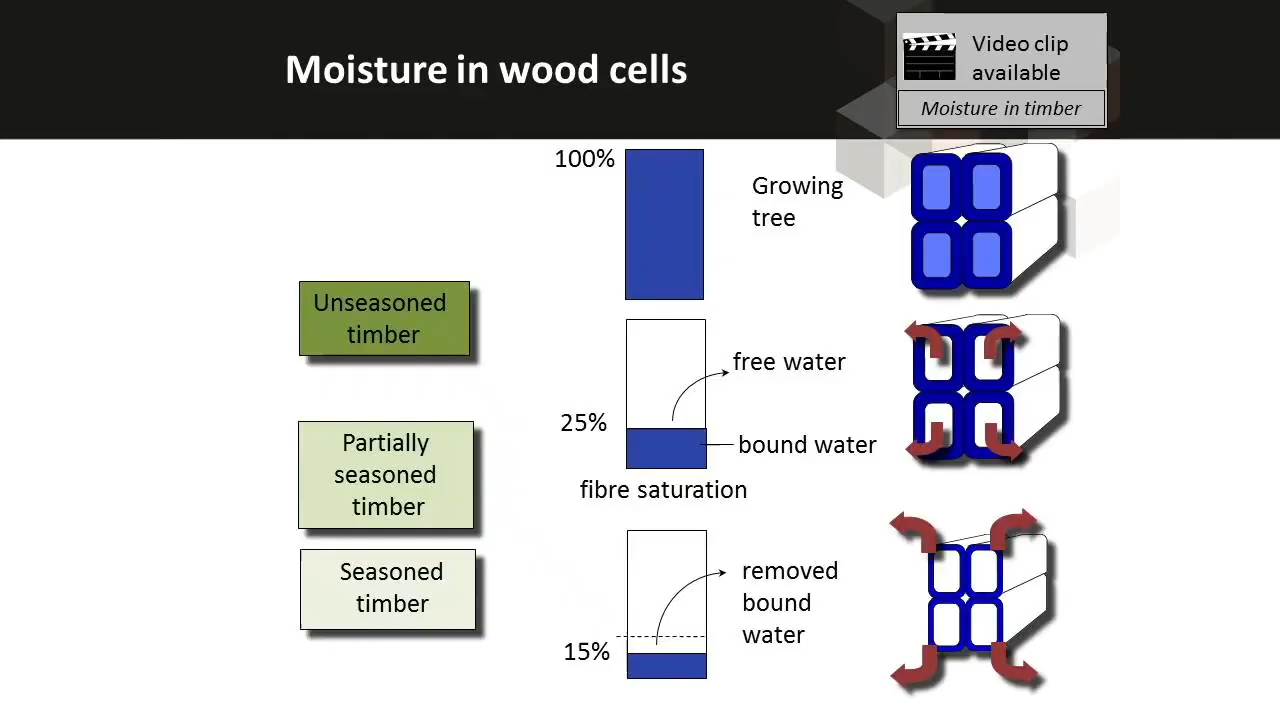 Moisture in wood cells
Video clip
available
Moisture in timber
100%
Growing
tree
Unseasoned
timber
free water
25%
bound water
fibre saturation
Partially
seasoned
timber
Seasoned
timber
removed
bound
water
15%